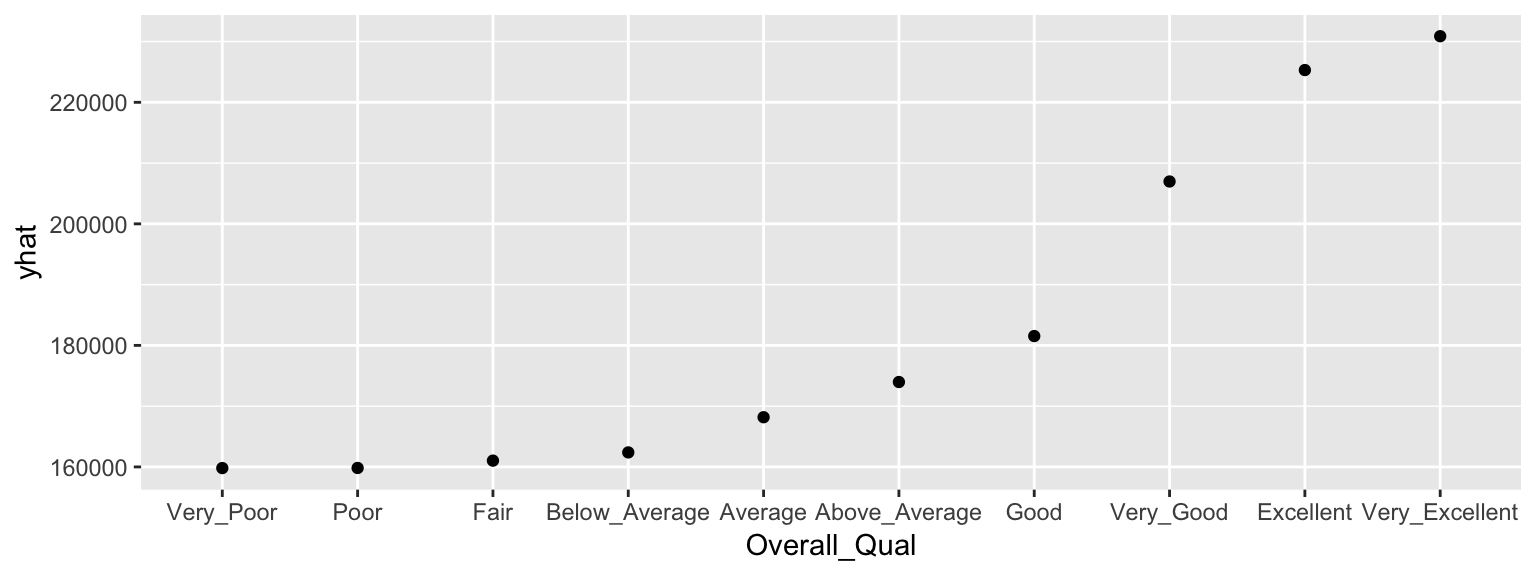 220000
200000
180000
160000
yhat
Very_Poor Poor Fair Below_Average Average Above_Average Good Very_Good Excellent Very_Excellent
Overall_Qual